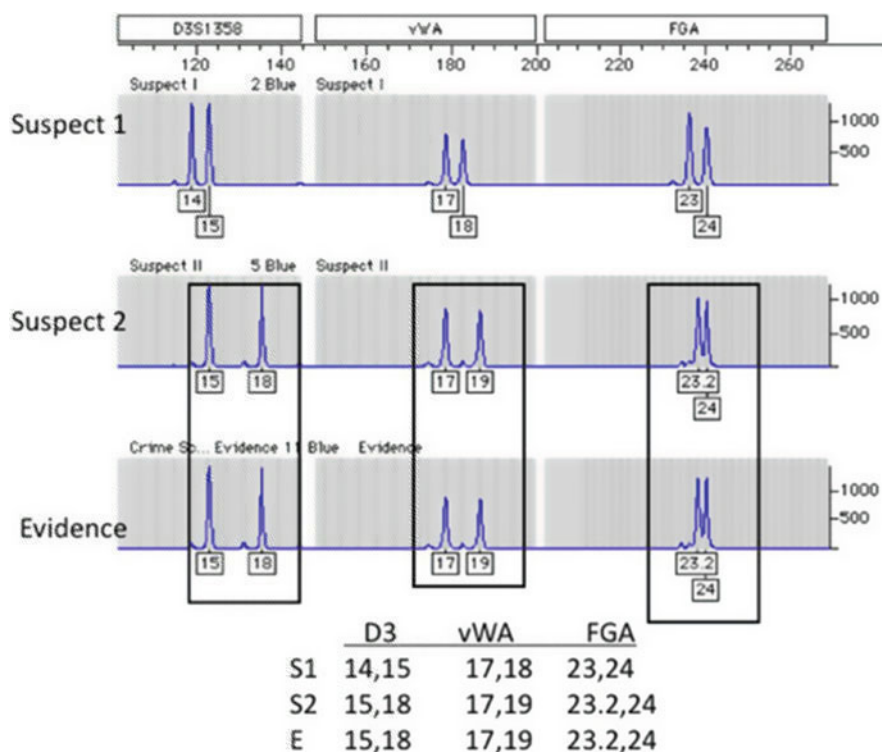 D3S1358 vWA FGA
120 140 160 180 200 220 240 260
Suspect I 2 Blue Suspect I
Suspect 1
1000
500
14 17 23
15 18 24
Suspect II 5 Blue Suspect II
Suspect 2
1000
500
15 18 17 19 23.2
24
Crime Sc... Evidence 11 Blue Evidence
Evidence
1000
500
15 18 17 19 23.2
24
D3 vWA FGA
S1 14,15 17,18 23,24
S2 15,18 17,19 23.2,24
E 15,18 17,19 23.2,24